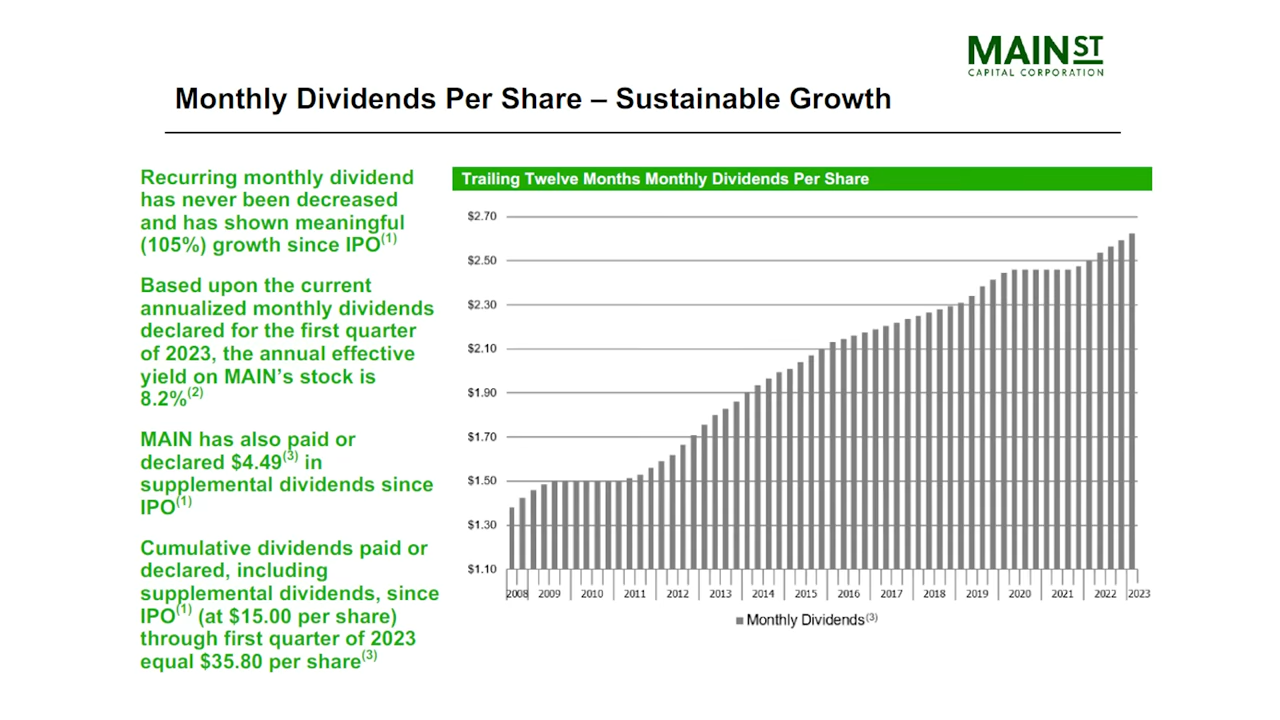 MAIN ST
CAPITAL CORPORATION
Monthly Dividends Per Share – Sustainable Growth
Recurring monthly dividend
has never been decreased
and has shown meaningful
(105%) growth since IPO(1)
Based upon the current
annualized monthly dividends
declared for the first quarter
of 2023, the annual effective
yield on MAIN's stock is
8.2%(2)
MAIN has also paid or
declared $4.49(3) in
supplemental dividends since
IPO(1)
Cumulative dividends paid or
declared, including
supplemental dividends, since
IPO(1) (at $15.00 per share)
through first quarter of 2023
equal $35.80 per share(3)
Trailing Twelve Months Monthly Dividends Per Share
$2.70
$2.50
$2.30
$2.10
$1.90
$1.70
$1.50
$1.30
$1.10
2008 2009 2010 2011 2012 2013 2014 2015 2016 2017 2018 2019 2020 2021 2022 2023
Monthly Dividends(3)